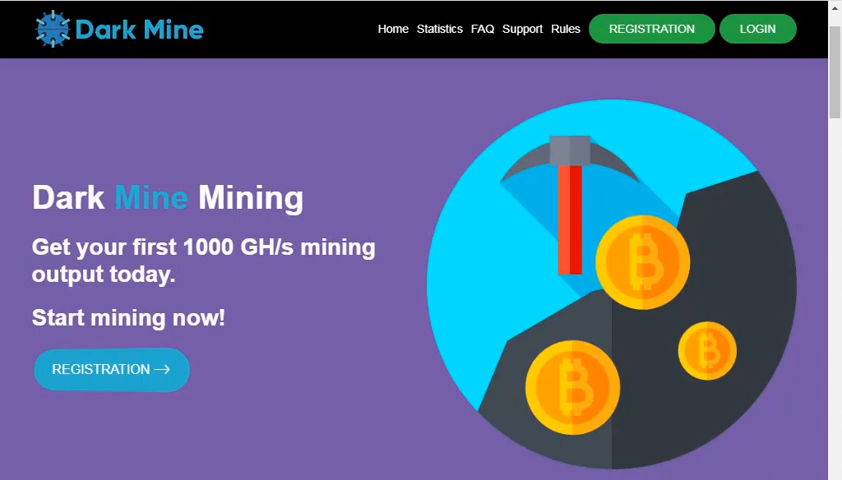 Dark Mine
Home Statistics FAQ Support Rules REGISTRATION LOGIN
Dark Mine Mining
Get your first 1000 GH/s mining
output today.
Start mining now!
REGISTRATION →